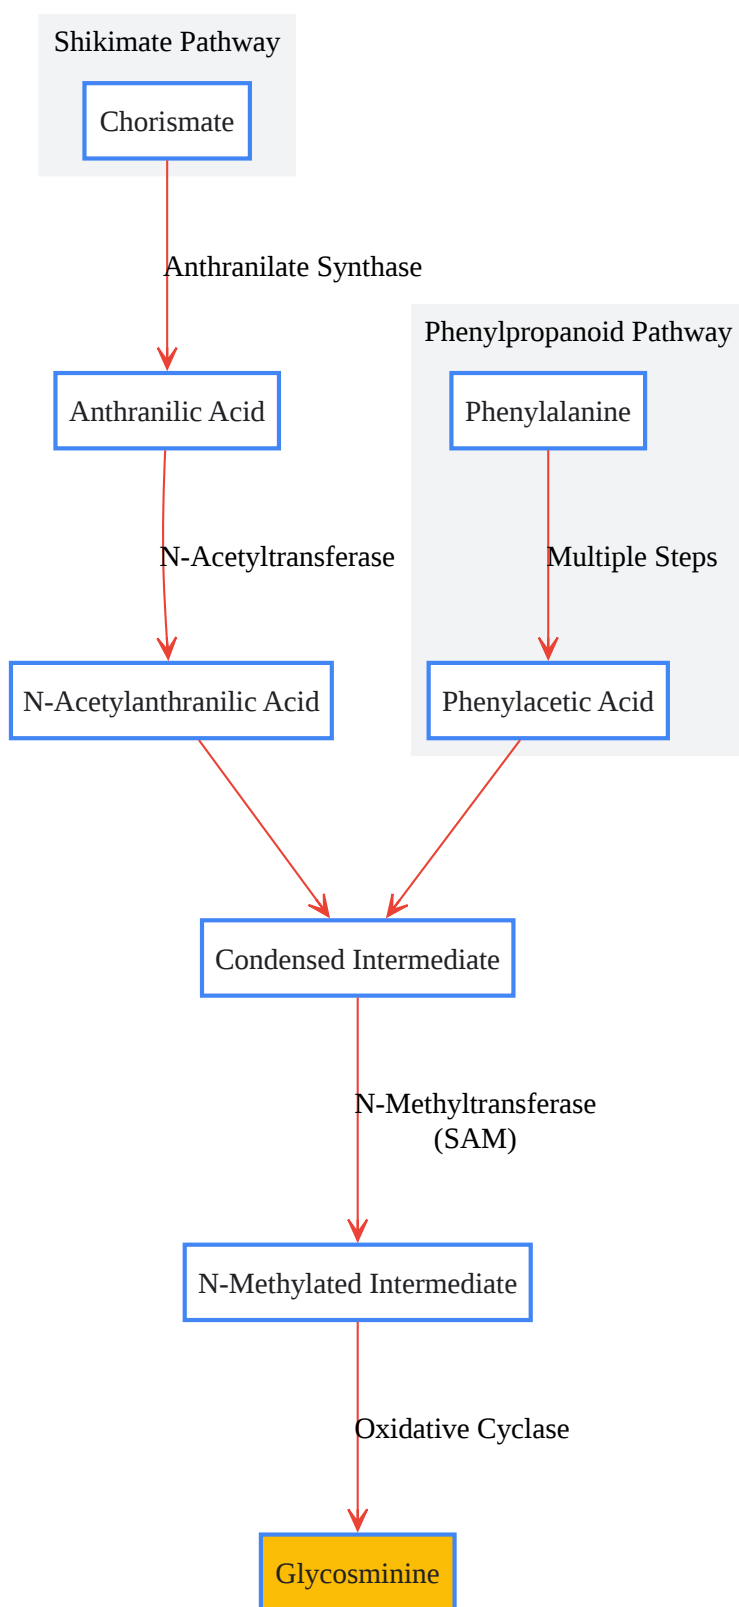 Shikimate Pathway
Chorismate
Anthranilate Synthase
Phenylpropanoid Pathway
Anthranilic Acid
Phenylalanine
N-Acetyltransferase
Multiple Steps
N-Acetylanthranilic Acid
Phenylacetic Acid
Condensed Intermediate
N-Methyltransferase
(SAM)
N-Methylated Intermediate
Oxidative Cyclase
Glycosminine